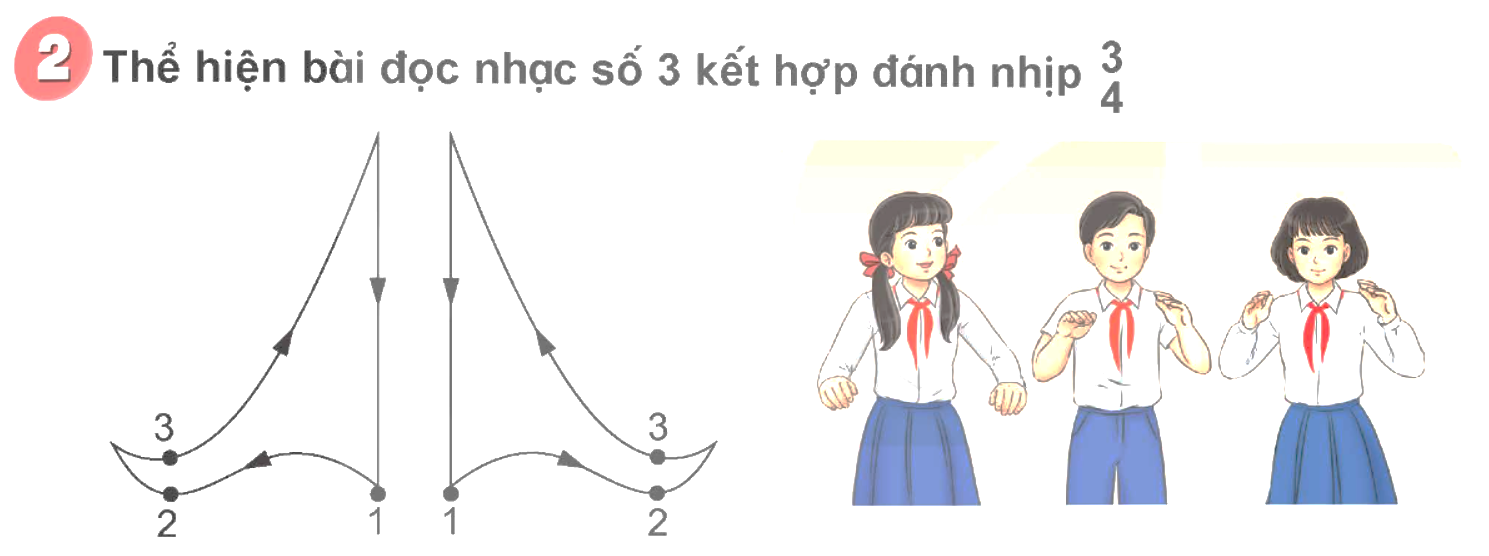 2 Thể hiện bài đọc nhạc số 3 kết hợp đánh nhịp 3/4
3 3
2 1 1 2